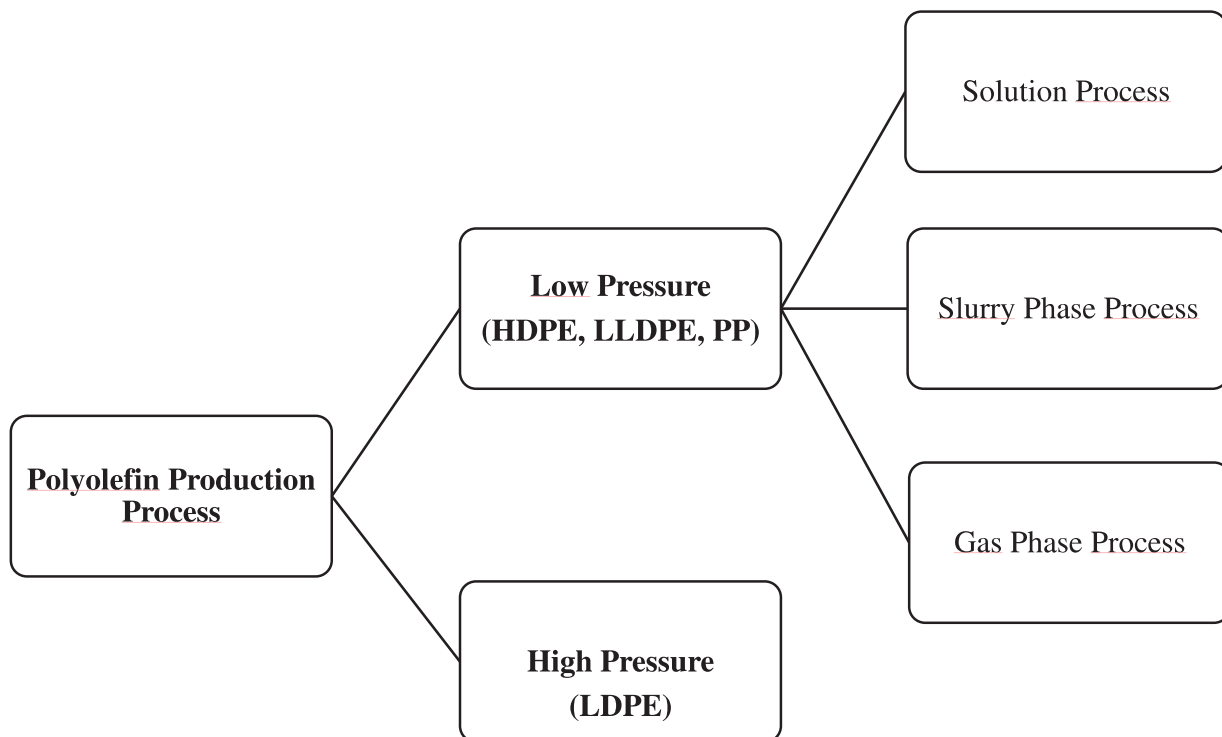 Solution Process
Low Pressure
(HDPE, LLDPE, PP)
Slurry Phase Process
Polyolefin Production
Process
Gas Phase Process
High Pressure
(LDPE)